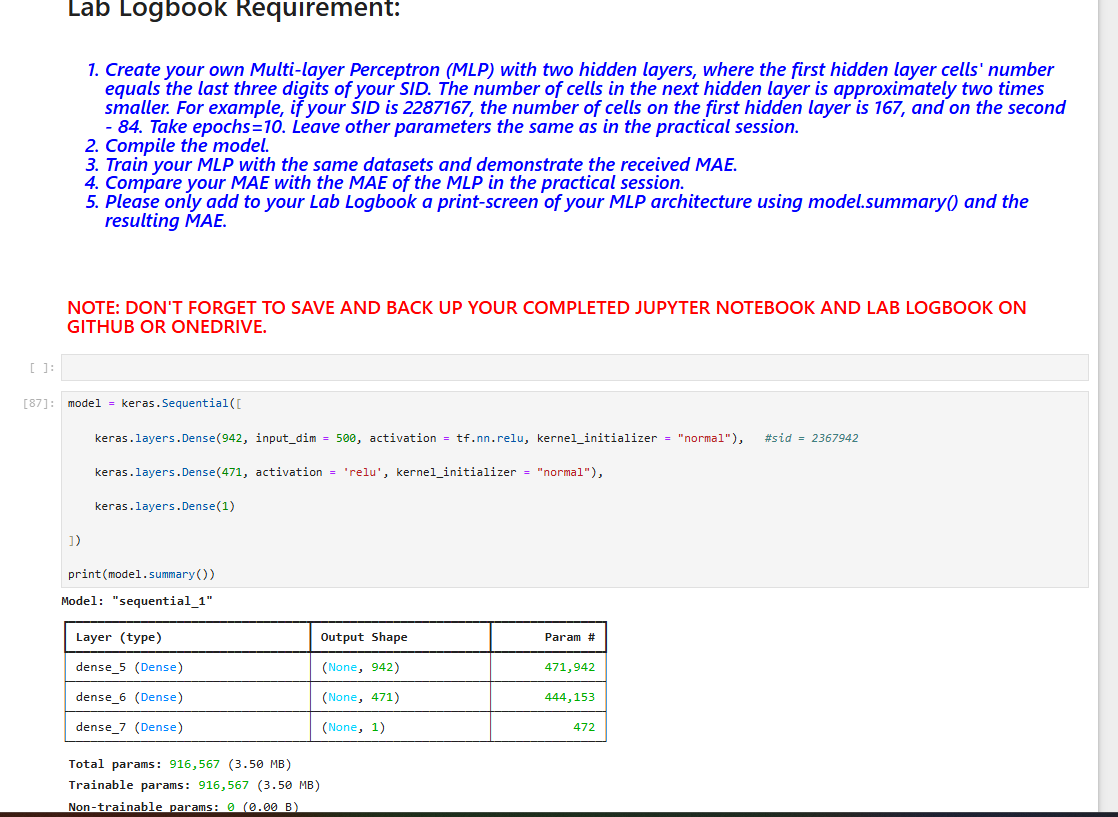 Lab Logbook Requirement:
1. Create your own Multi-layer Perceptron (MLP) with two hidden layers, where the first hidden layer cells' number
equals the last three digits of your SID. The number of cells in the next hidden layer is approximately two times
smaller. For example, if your SID is 2287167, the number of cells on the first hidden layer is 167, and on the second
- 84. Take epochs=10. Leave other parameters the same as in the practical session.
2. Compile the model.
3. Train your MLP with the same datasets and demonstrate the received MAE.
4. Compare your MAE with the MAE of the MLP in the practical session.
5. Please only add to your Lab Logbook a print-screen of your MLP architecture using model.summary() and the
resulting MAE.
NOTE: DON'T FORGET TO SAVE AND BACK UP YOUR COMPLETED JUPYTER NOTEBOOK AND LAB LOGBOOK ON
GITHUB OR ONEDRIVE.
[ ]:
[87]: model = keras.Sequential([
keras.layers.Dense(942, input_dim = 500, activation = tf.nn.relu, kernel_initializer = "normal"), #sid = 2367942
keras.layers.Dense(471, activation = 'relu', kernel_initializer = "normal"),
keras.layers.Dense(1)
])
print(model.summary())
Model: "sequential_1"
Layer (type) Output Shape Param #
dense_5 (Dense) (None, 942) 471,942
dense_6 (Dense) (None, 471) 444,153
dense_7 (Dense) (None, 1) 472
Total params: 916,567 (3.50 MB)
Trainable params: 916,567 (3.50 MB)
Non-trainable params: 0 (0.00 B)